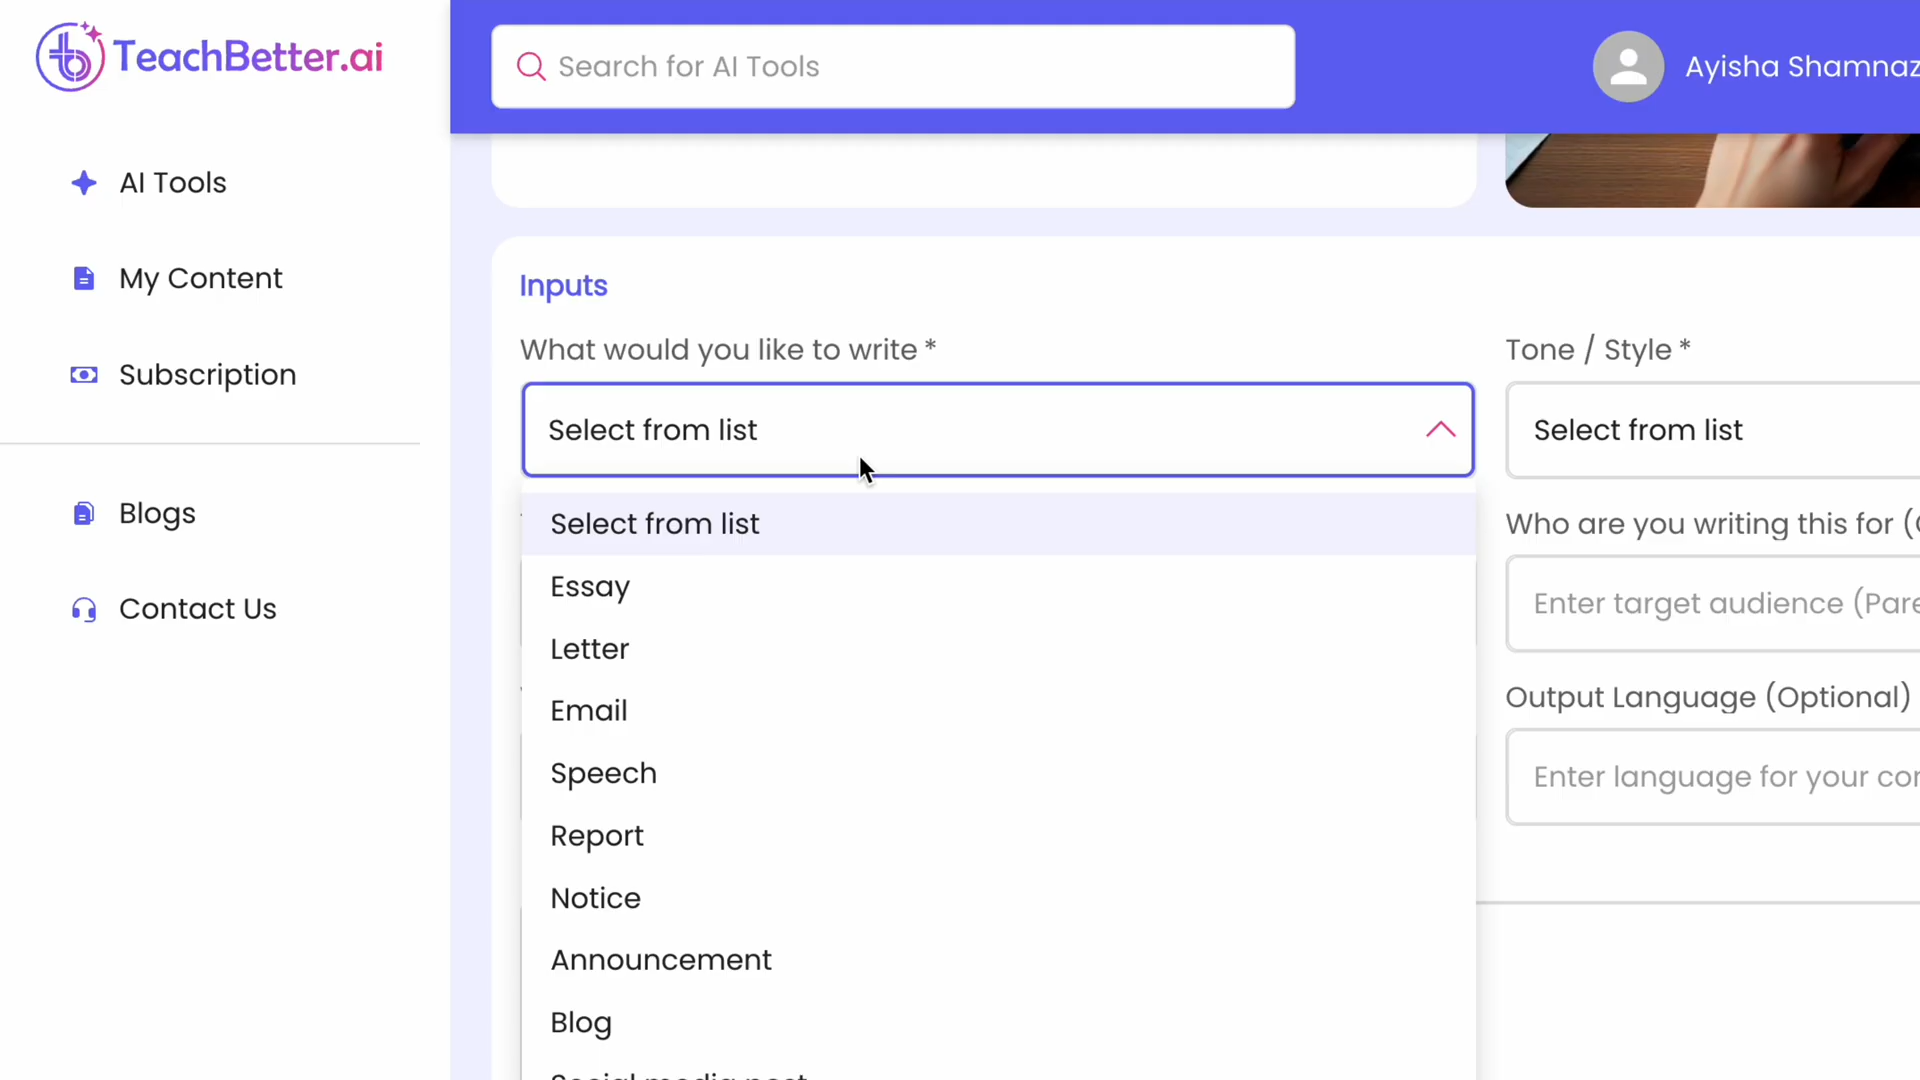 TeachBetter.ai
Search for AI Tools
Ayisha Shamnaz
AI Tools
My Content
Subscription
Blogs
Contact Us
Inputs
What would you like to write *
Select from list
Select from list
Essay
Letter
Email
Speech
Report
Notice
Announcement
Blog
Social media post
Tone / Style *
Select from list
Who are you writing this for
Enter target audience
Output Language (Optional)
Enter language for your